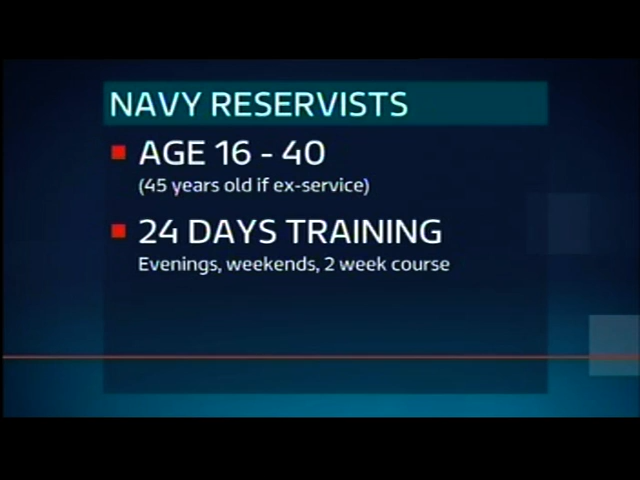 NAVY RESERVISTS
AGE 16 - 40
(45 years old if ex-service)
24 DAYS TRAINING
Evenings, weekends, 2 week course